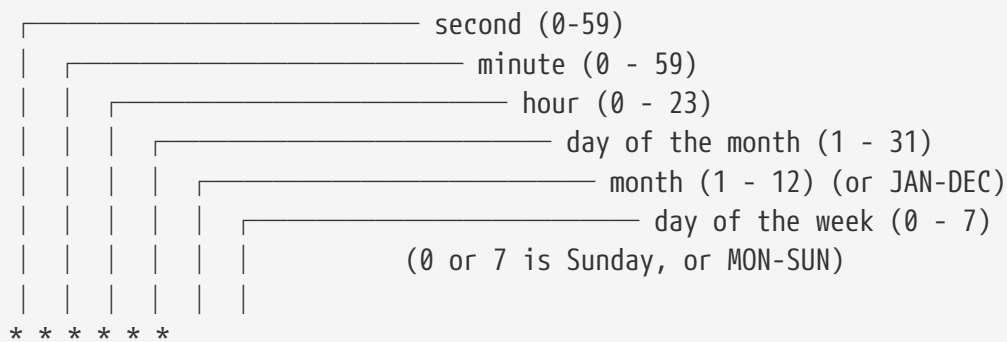 second (0-59)
minute (0 - 59)
hour (0 - 23)
day of the month (1 - 31)
month (1 - 12) (or JAN-DEC)
day of the week (0 - 7)
(0 or 7 is Sunday, or MON-SUN)
* * * * * *